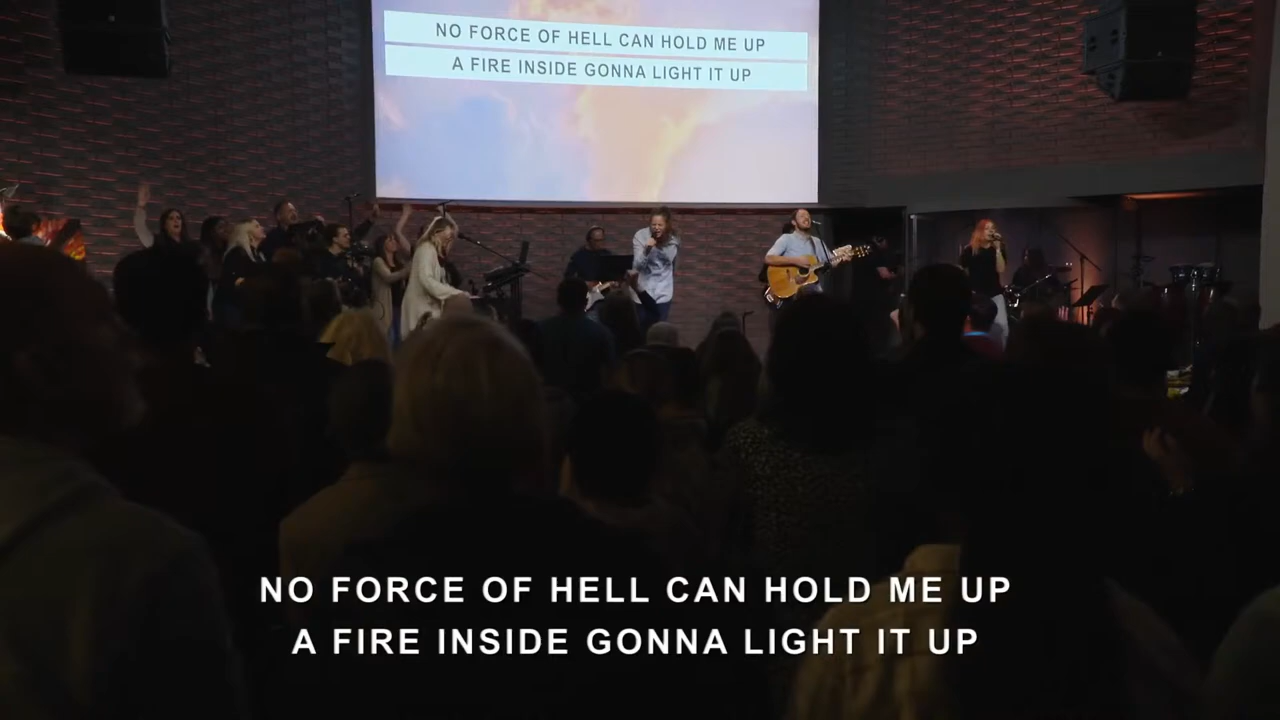 NO FORCE OF HELL CAN HOLD ME UP
A FIRE INSIDE GONNA LIGHT IT UP
NO FORCE OF HELL CAN HOLD ME UP
A FIRE INSIDE GONNA LIGHT IT UP